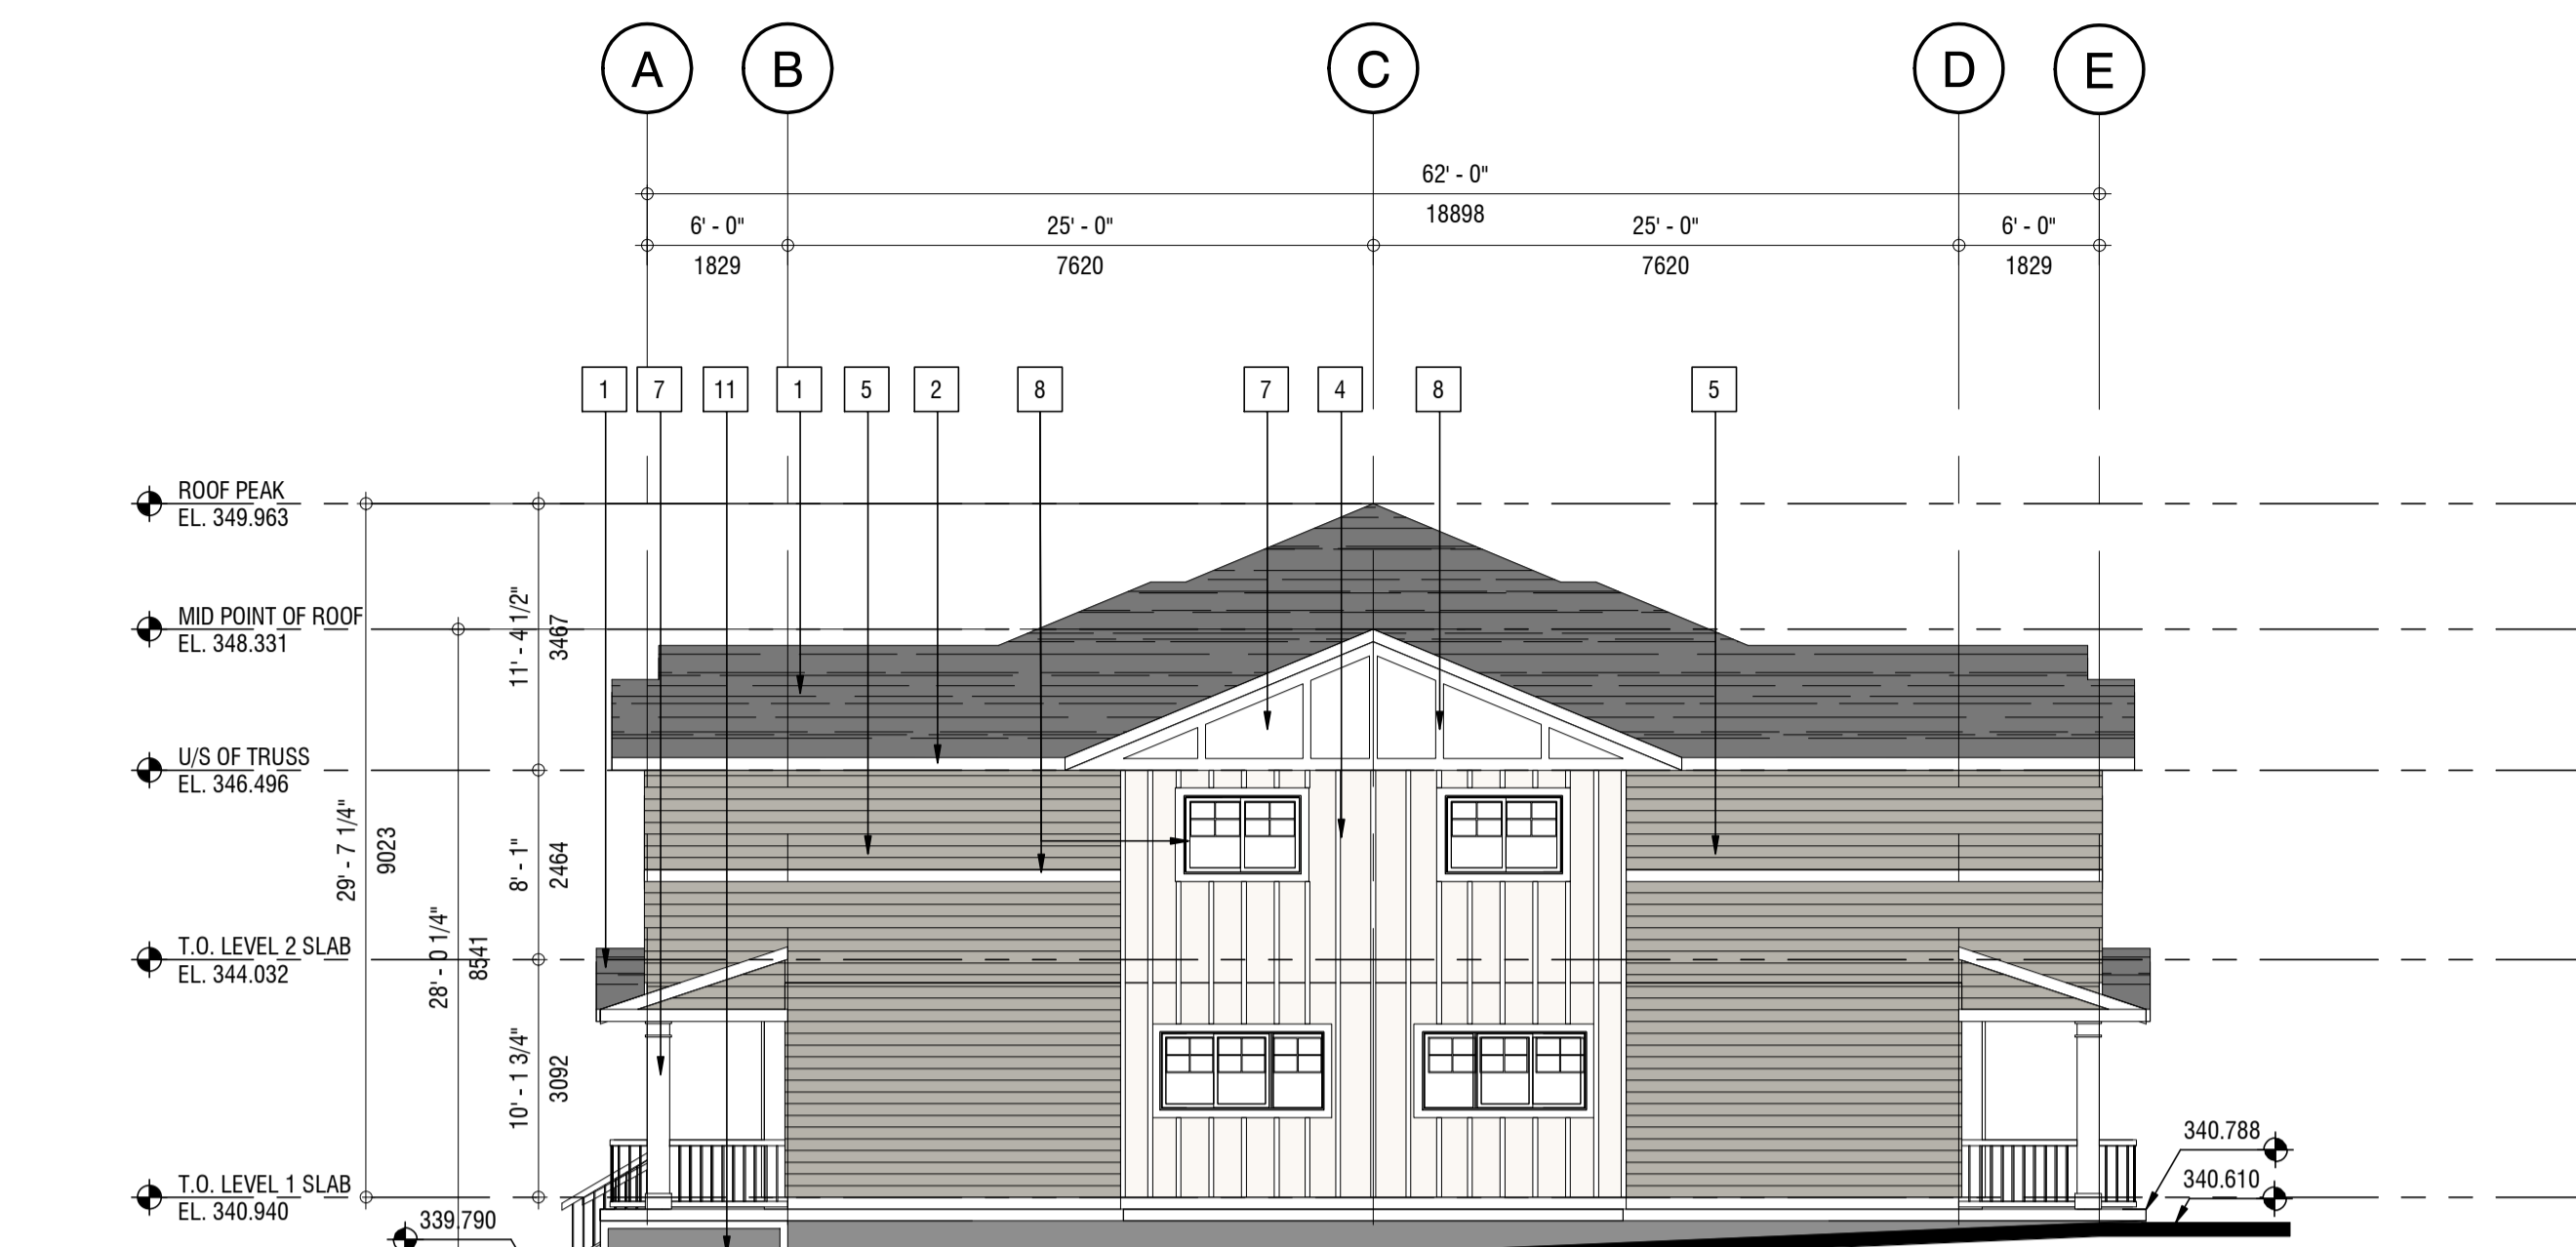 A B C D E
62' - 0"
18898
6' - 0" 25' - 0" 25' - 0" 6' - 0"
1829 7620 7620 1829
1 7 11 1 5 2 8 7 4 8 5
ROOF PEAK
EL. 349.963
MID POINT OF ROOF
EL. 348.331
U/S OF TRUSS
EL. 346.496
T.O. LEVEL 2 SLAB
EL. 344.032
T.O. LEVEL 1 SLAB
EL. 340.940
29' - 7 1/4"
9023
28' - 0 1/4"
8541
11' - 4 1/2"
3467
8' - 1"
2464
10' - 1 3/4"
3092
339.790
340.788
340.610